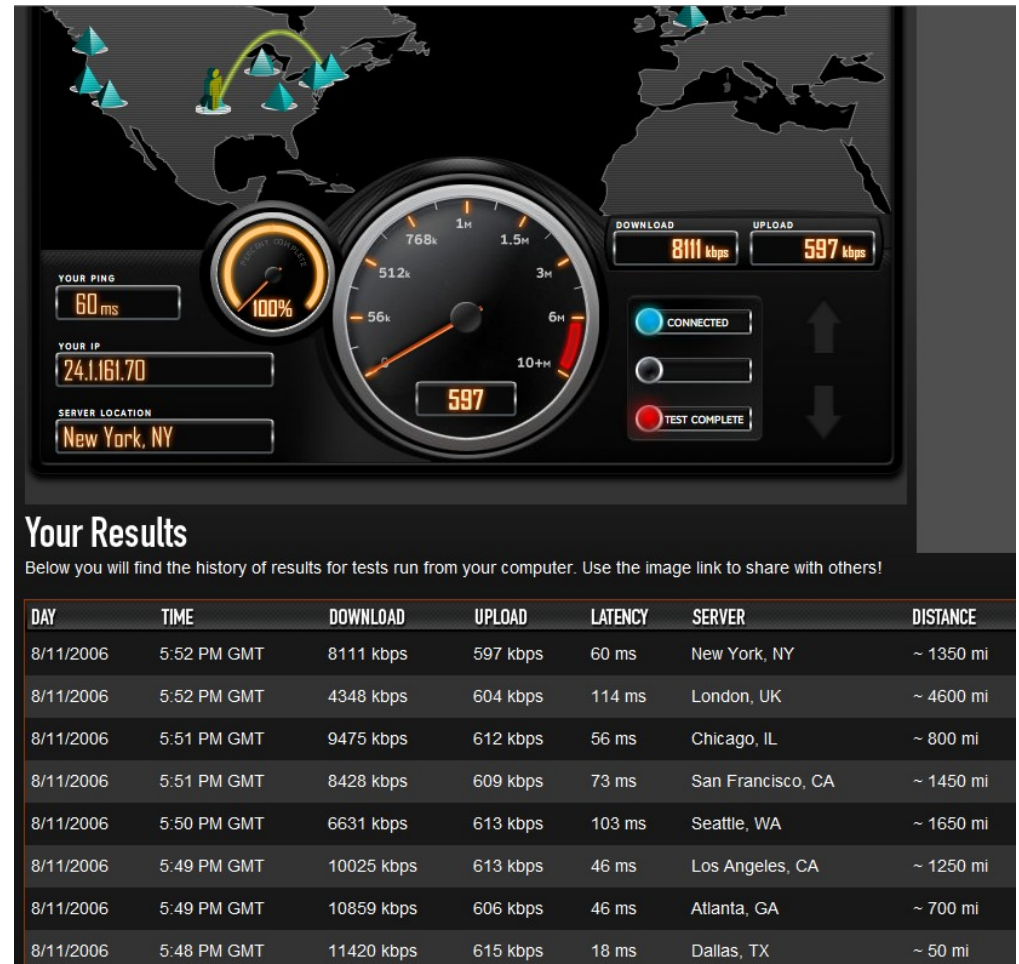 DOWNLOAD UPLOAD
8111 kbps 597 kbps
1M
768k 1.5M
512k 3M
56k 6M
0 10+M
597
PERCENT COMPLETE
100%
YOUR PING
60 ms
YOUR IP
24.1.161.70
SERVER LOCATION
New York, NY
CONNECTED
TEST COMPLETE
Your Results
Below you will find the history of results for tests run from your computer. Use the image link to share with others!
DAY TIME DOWNLOAD UPLOAD LATENCY SERVER DISTANCE
8/11/2006 5:52 PM GMT 8111 kbps 597 kbps 60 ms New York, NY ~ 1350 mi
8/11/2006 5:52 PM GMT 4348 kbps 604 kbps 114 ms London, UK ~ 4600 mi
8/11/2006 5:51 PM GMT 9475 kbps 612 kbps 56 ms Chicago, IL ~ 800 mi
8/11/2006 5:51 PM GMT 8428 kbps 609 kbps 73 ms San Francisco, CA ~ 1450 mi
8/11/2006 5:50 PM GMT 6631 kbps 613 kbps 103 ms Seattle, WA ~ 1650 mi
8/11/2006 5:49 PM GMT 10025 kbps 613 kbps 46 ms Los Angeles, CA ~ 1250 mi
8/11/2006 5:49 PM GMT 10859 kbps 606 kbps 46 ms Atlanta, GA ~ 700 mi
8/11/2006 5:48 PM GMT 11420 kbps 615 kbps 18 ms Dallas, TX ~ 50 mi